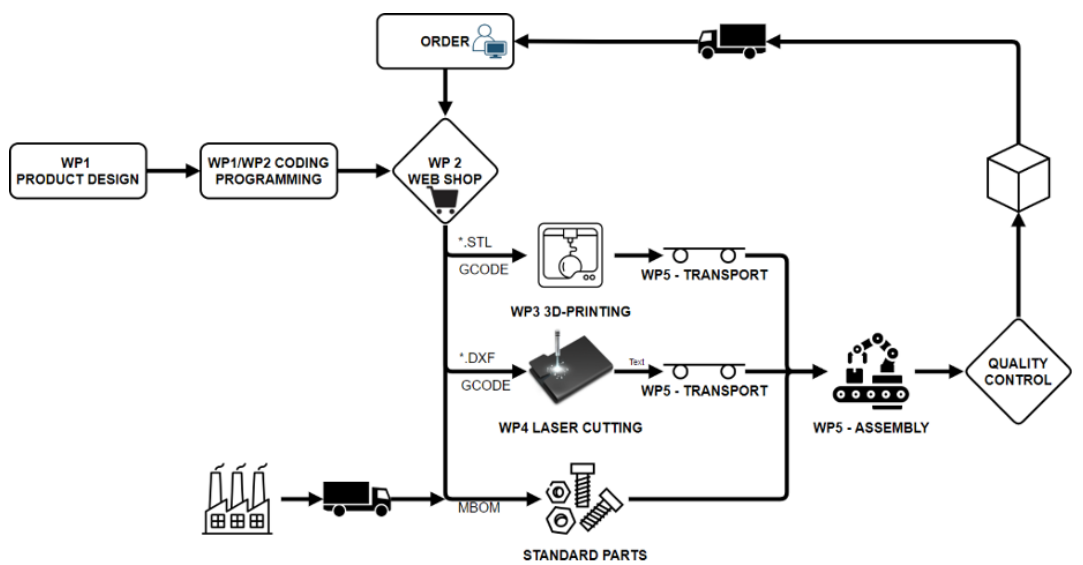 ORDER
WP1
PRODUCT DESIGN
WP1/WP2 CODING
PROGRAMMING
WP 2
WEB SHOP
*.STL
GCODE
WP5 - TRANSPORT
WP3 3D-PRINTING
*.DXF
GCODE
Text
WP5 - TRANSPORT
QUALITY
CONTROL
WP4 LASER CUTTING
WP5 - ASSEMBLY
MBOM
STANDARD PARTS